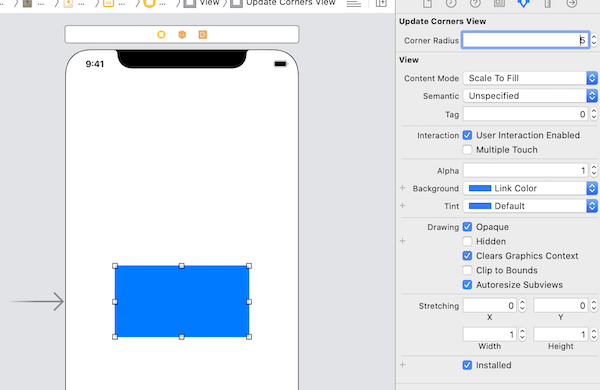 View
Update Corners View
9:41
Update Corners View
Corner Radius 5
View
Content Mode Scale To Fill
Semantic Unspecified
Tag 0
Interaction User Interaction Enabled
Multiple Touch
Alpha 1
Background Link Color
Tint Default
Drawing Opaque
Hidden
Clears Graphics Context
Clip to Bounds
Autoresize Subviews
Stretching 0 0
X Y
1 1
Width Height
Installed